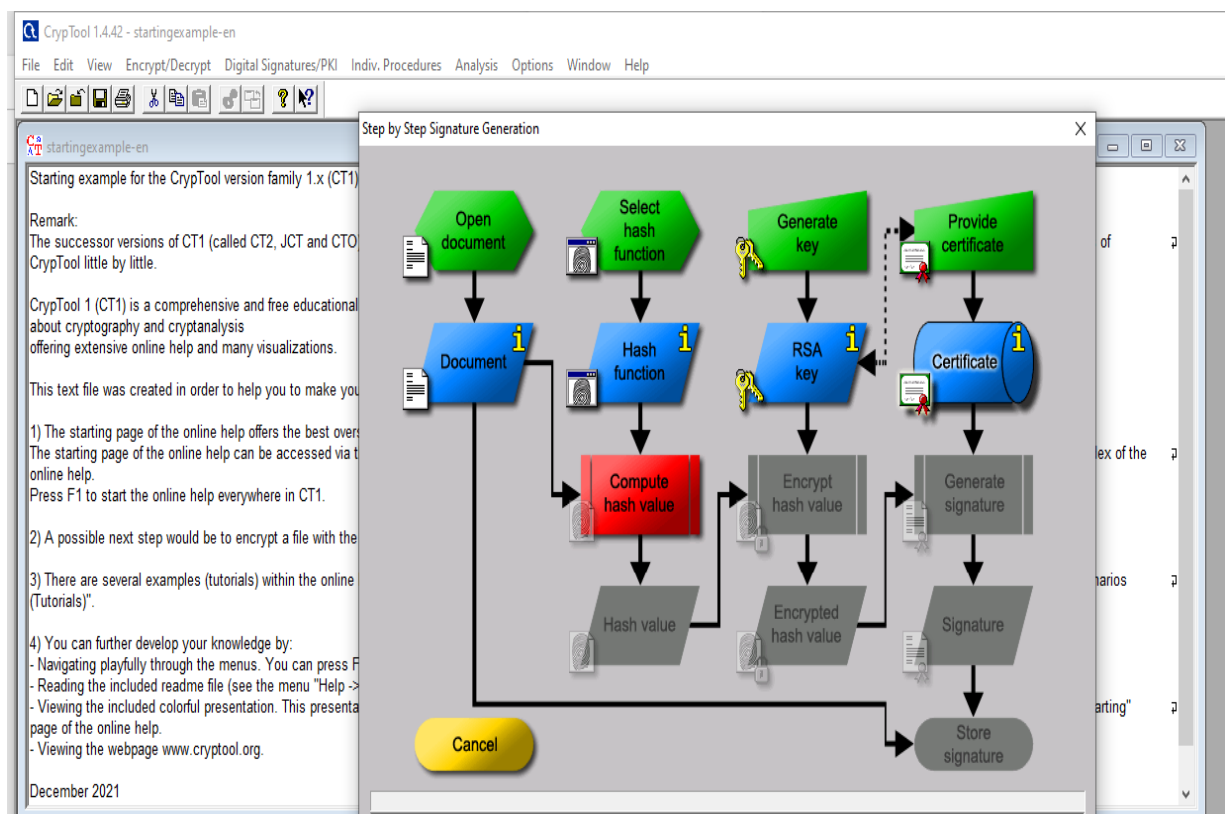 CrypTool 1.4.42 - startingexample-en
File Edit View Encrypt/Decrypt Digital Signatures/PKI Indiv. Procedures Analysis Options Window Help
startingexample-en
Starting example for the CrypTool version family 1.x (CT1)
Remark:
The successor versions of CT1 (called CT2, JCT and CTO of
CrypTool little by little.
CrypTool 1 (CT1) is a comprehensive and free educational
about cryptography and cryptanalysis
offering extensive online help and many visualizations.
This text file was created in order to help you to make you
1) The starting page of the online help offers the best overs
The starting page of the online help can be accessed via t lex of the
online help.
Press F1 to start the online help everywhere in CT1.
2) A possible next step would be to encrypt a file with the
3) There are several examples (tutorials) within the online narios
(Tutorials)".
4) You can further develop your knowledge by:
- Navigating playfully through the menus. You can press F
- Reading the included readme file (see the menu "Help ->
- Viewing the included colorful presentation. This presenta arting"
page of the online help.
- Viewing the webpage www.cryptool.org.
December 2021
Step by Step Signature Generation
Open
document
Select
hash
function
Generate
key
Provide
certificate
Document
Hash
function
RSA
key
Certificate
Compute
hash value
Encrypt
hash value
Generate
signature
Hash value
Encrypted
hash value
Signature
Cancel
Store
signature